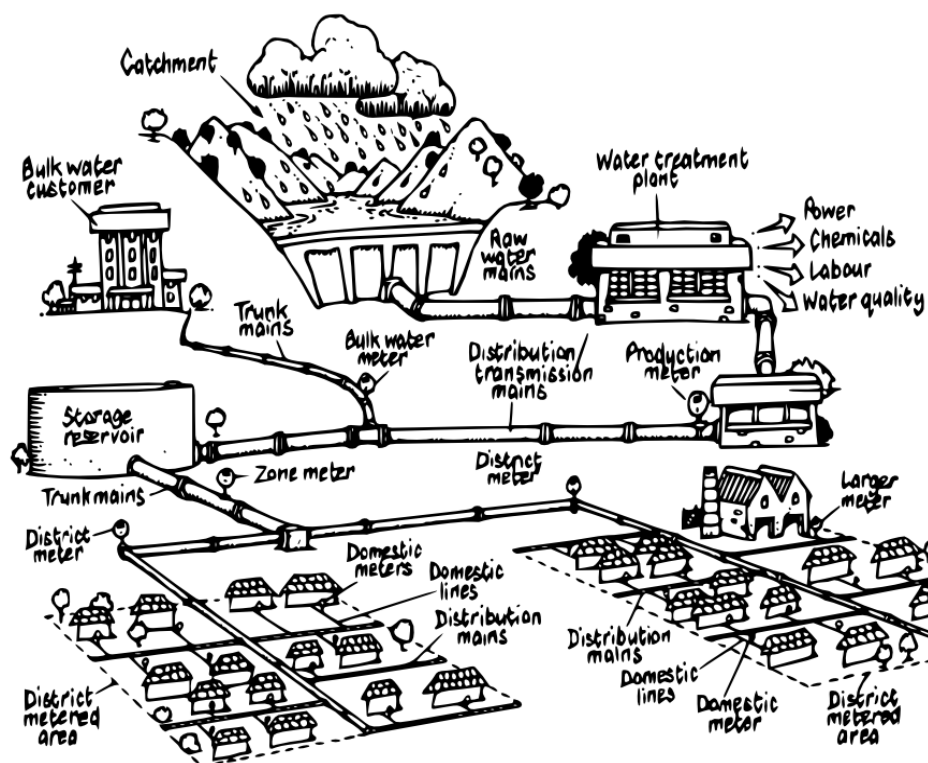 Catchment
Bulk water
customer
Water treatment
plant
Power
Chemicals
Labour
Water quality
Raw
water
mains
Trunk
mains
Bulk water
meter
Distribution
transmission
mains
Production
meter
Storage
reservoir
Zone meter
District
meter
Trunk mains
Larger
meter
District
meter
Domestic
meters
Domestic
lines
Distribution
mains
Distribution
mains
Domestic
lines
Domestic
meter
District
metered
area
District
metered
area